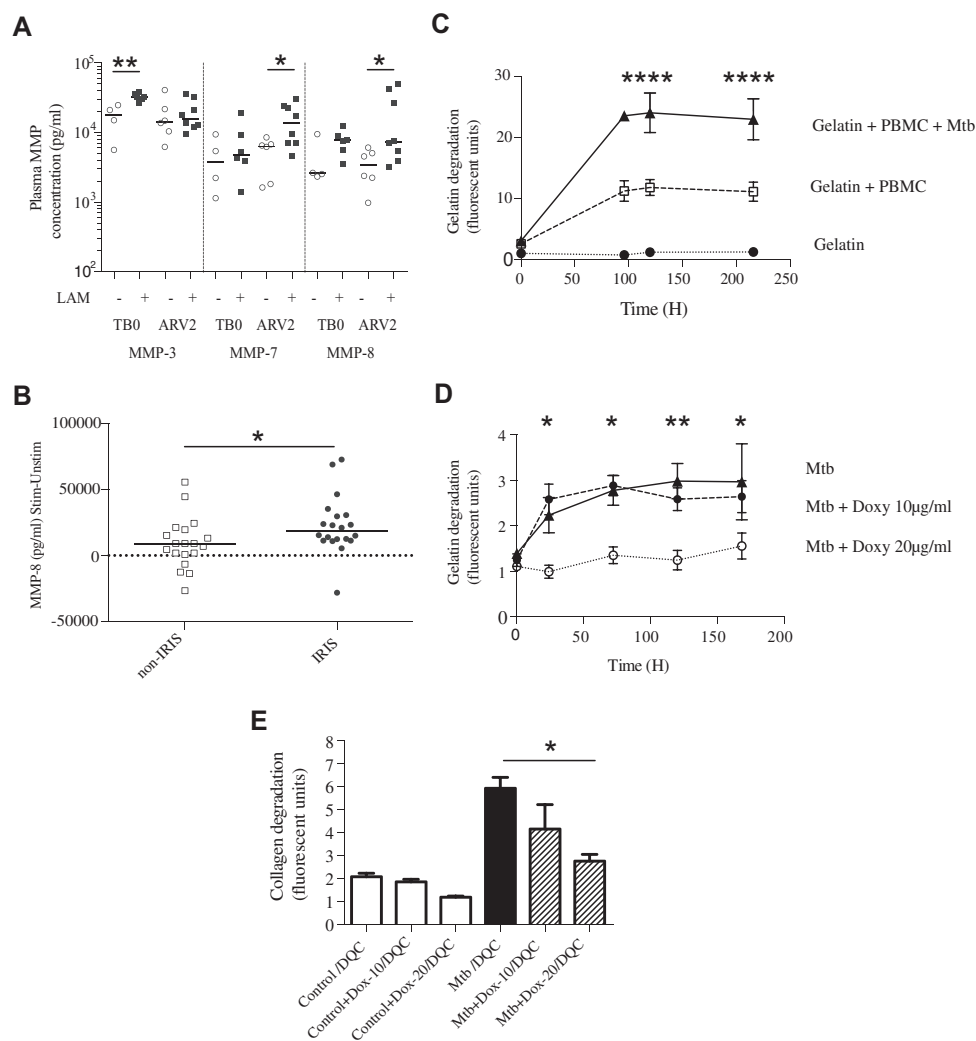 A
Plasma MMP
concentration (pg/ml)
10^5
10^4
10^3
10^2
** * *
LAM - + - + - + - + - + - +
TB0 ARV2 TB0 ARV2 TB0 ARV2
MMP-3 MMP-7 MMP-8
B
MMP-8 (pg/ml) Stim-Unstim
100000
50000
0
-50000
*
non-IRIS IRIS
C
Gelatin degradation
(fluorescent units)
30
20
10
0
**** ****
Gelatin + PBMC + Mtb
Gelatin + PBMC
Gelatin
0 50 100 150 200 250
Time (H)
D
Gelatin degradation
(fluorescent units)
4
3
2
1
0
* * ** *
Mtb
Mtb + Doxy 10µg/ml
Mtb + Doxy 20µg/ml
0 50 100 150 200
Time (H)
E
Collagen degradation
(fluorescent units)
8
7
6
5
4
3
2
1
0
*
Control /DQC
Control+Dox-10/DQC
Control+Dox-20/DQC
Mtb /DQC
Mtb+Dox-10/DQC
Mtb+Dox-20/DQC